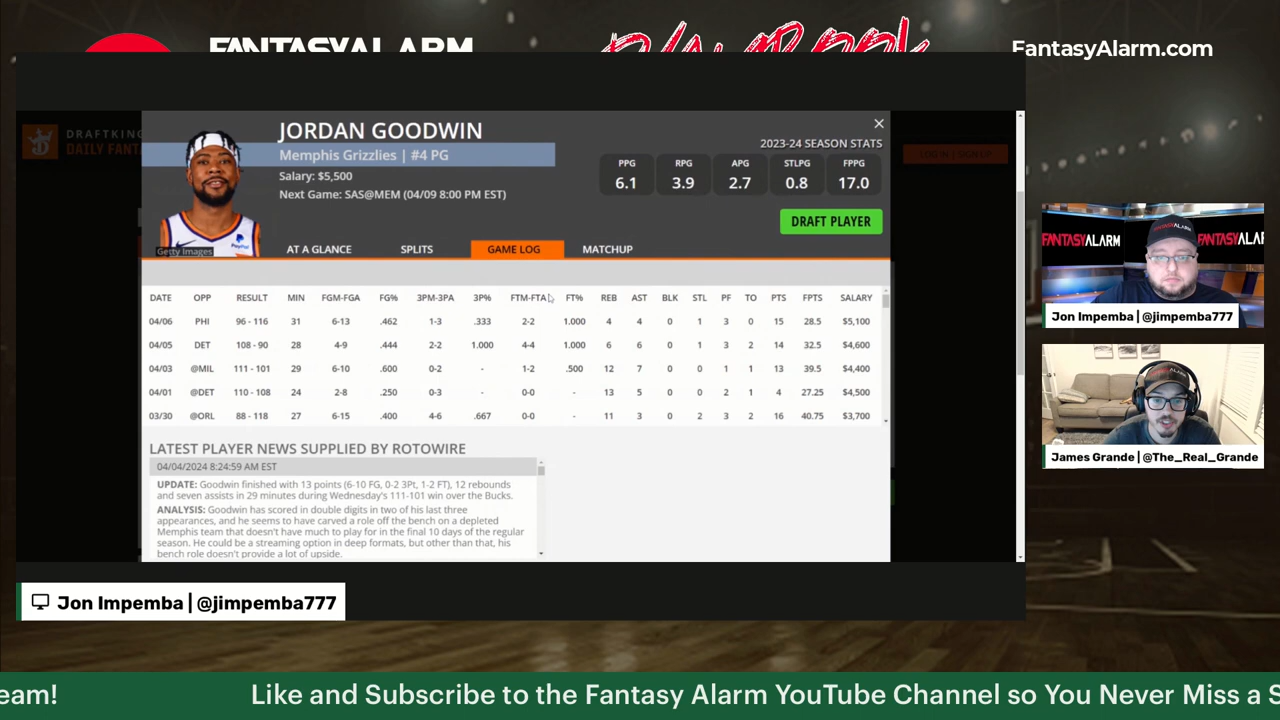 FANTASYALARM
PLAYBOOK
FantasyAlarm.com
DRAFTKIN
DAILY FANT
LOG IN | SIGN UP
JORDAN GOODWIN
Memphis Grizzlies | #4 PG
Salary: $5,500
Next Game: SAS@MEM (04/09 8:00 PM EST)
2023-24 SEASON STATS
PPG RPG APG STLPG FPPG
6.1 3.9 2.7 0.8 17.0
DRAFT PLAYER
PayPal
Getty Images
AT A GLANCE SPLITS GAME LOG MATCHUP
DATE OPP RESULT MIN FGM-FGA FG% 3PM-3PA 3P% FTM-FTA FT% REB AST BLK STL PF TO PTS FPTS SALARY
04/06 PHI 96 - 116 31 6-13 .462 1-3 .333 2-2 1.000 4 4 0 1 3 0 15 28.5 $5,100
04/05 DET 108 - 90 28 4-9 .444 2-2 1.000 4-4 1.000 6 6 0 1 3 2 14 32.5 $4,600
04/03 @MIL 111 - 101 29 6-10 .600 0-2 - 1-2 .500 12 7 0 0 1 1 13 39.5 $4,400
04/01 @DET 110 - 108 24 2-8 .250 0-3 - 0-0 - 13 5 0 0 2 1 4 27.25 $4,500
03/30 @ORL 88 - 118 27 6-15 .400 4-6 .667 0-0 - 11 3 0 2 3 2 16 40.75 $3,700
LATEST PLAYER NEWS SUPPLIED BY ROTOWIRE
04/04/2024 8:24:59 AM EST
UPDATE: Goodwin finished with 13 points (6-10 FG, 0-2 3Pt, 1-2 FT), 12 rebounds
and seven assists in 29 minutes during Wednesday's 111-101 win over the Bucks.
ANALYSIS: Goodwin has scored in double digits in two of his last three
appearances, and he seems to have carved a role off the bench on a depleted
Memphis team that doesn't have much to play for in the final 10 days of the regular
season. He could be a streaming option in deep formats, but other than that, his
bench role doesn't provide a lot of upside.
FANTASYALARM
FANTASYALAR
Jon Impemba | @jimpemba777
James Grande | @The_Real_Grande
Jon Impemba | @jimpemba777
eam! Like and Subscribe to the Fantasy Alarm YouTube Channel so You Never Miss a S